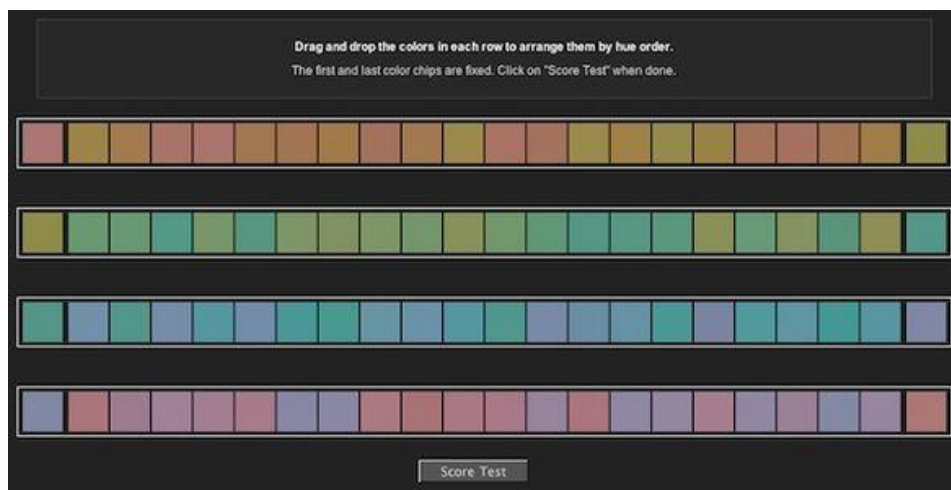 Drag and drop the colors in each row to arrange them by hue order.
The first and last color chips are fixed. Click on "Score Test" when done.
Score Test